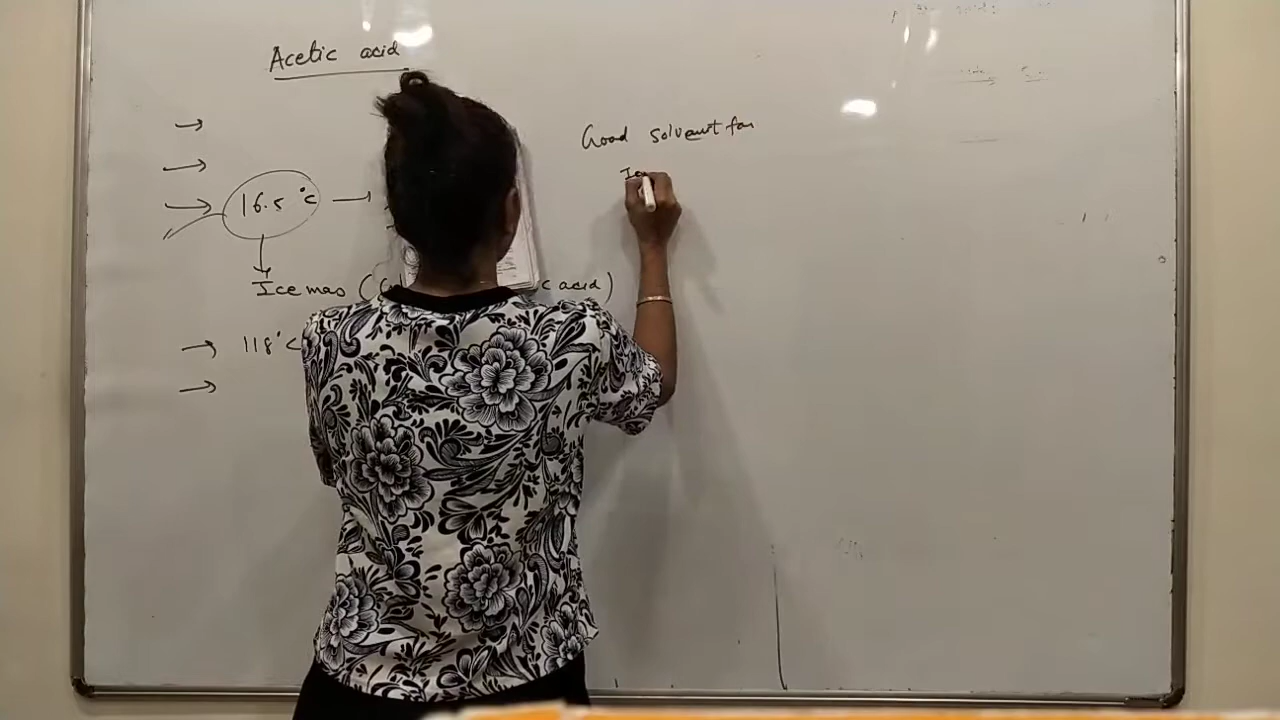 Acetic acid
Good solvent for
16.5°C
Ice mas ( c acid)
118°C